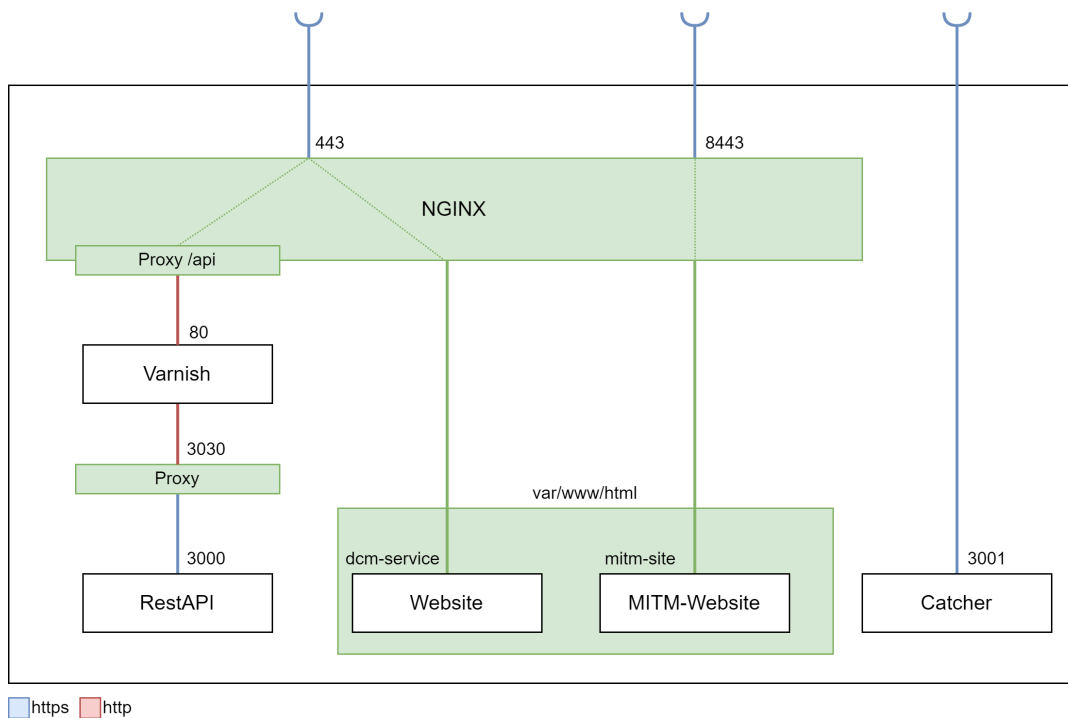 443
8443
NGINX
Proxy /api
80
Varnish
3030
Proxy
var/www/html
3000
dcm-service
mitm-site
3001
RestAPI
Website
MITM-Website
Catcher
https
http